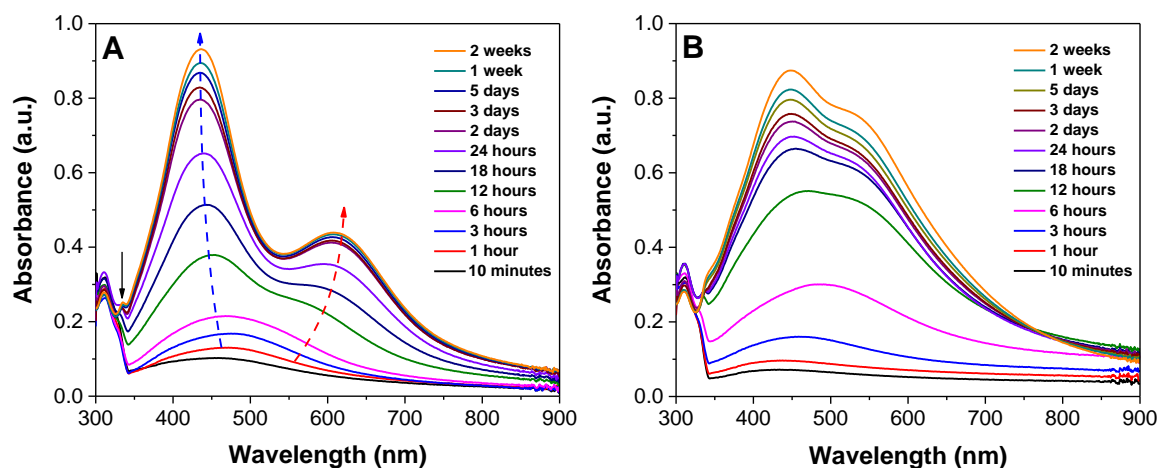 A
1.0
0.8
0.6
0.4
0.2
0.0
Absorbance (a.u.)
300 400 500 600 700 800 900
Wavelength (nm)
2 weeks
1 week
5 days
3 days
2 days
24 hours
18 hours
12 hours
6 hours
3 hours
1 hour
10 minutes
B
1.0
0.8
0.6
0.4
0.2
0.0
Absorbance (a.u.)
300 400 500 600 700 800 900
Wavelength (nm)
2 weeks
1 week
5 days
3 days
2 days
24 hours
18 hours
12 hours
6 hours
3 hours
1 hour
10 minutes